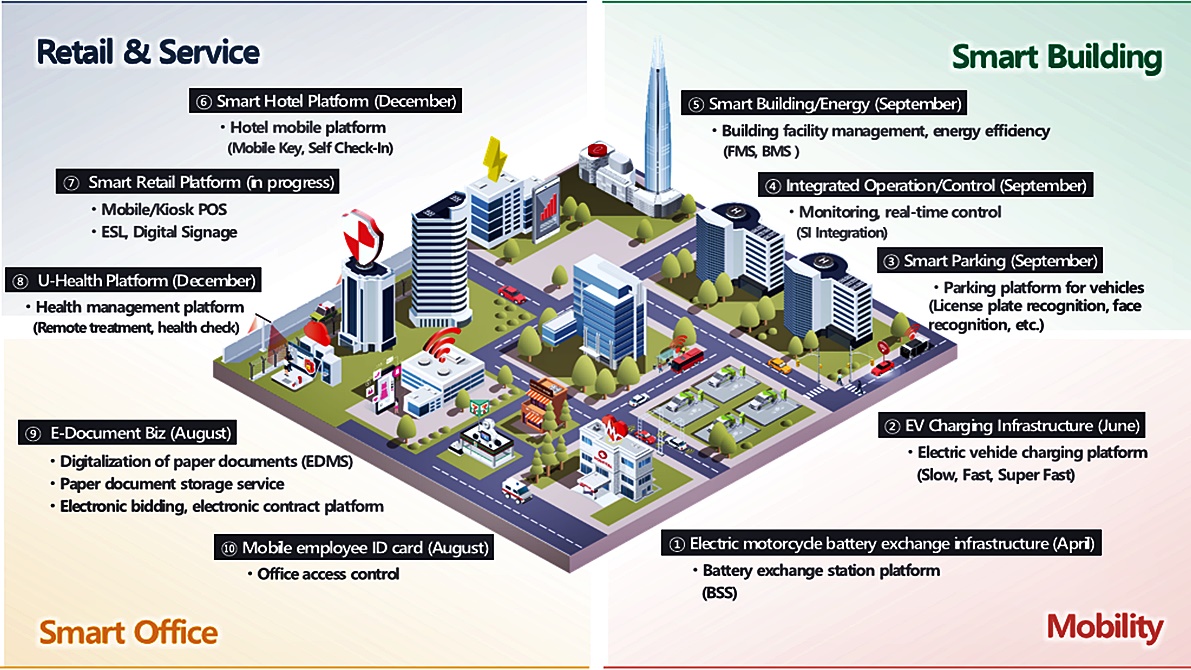 Retail & Service
⑥ Smart Hotel Platform (December)
• Hotel mobile platform
(Mobile Key, Self Check-In)
⑦ Smart Retail Platform (in progress)
• Mobile/Kiosk POS
• ESL, Digital Signage
⑧ U-Health Platform (December)
• Health management platform
(Remote treatment, health check)
Smart Building
⑤ Smart Building/Energy (September)
• Building facility management, energy efficiency
(FMS, BMS )
④ Integrated Operation/Control (September)
• Monitoring, real-time control
(SI Integration)
③ Smart Parking (September)
• Parking platform for vehicles
(License plate recognition, face
recognition, etc.)
H
H
7
HOSPITAL
⑨ E-Document Biz (August)
• Digitalization of paper documents (EDMS)
• Paper document storage service
• Electronic bidding, electronic contract platform
⑩ Mobile employee ID card (August)
• Office access control
Smart Office
② EV Charging Infrastructure (June)
• Electric vehide charging platform
(Slow, Fast, Super Fast)
① Electric motorcycle battery exchange infrastructure (April)
• Battery exchange station platform
(BSS)
Mobility